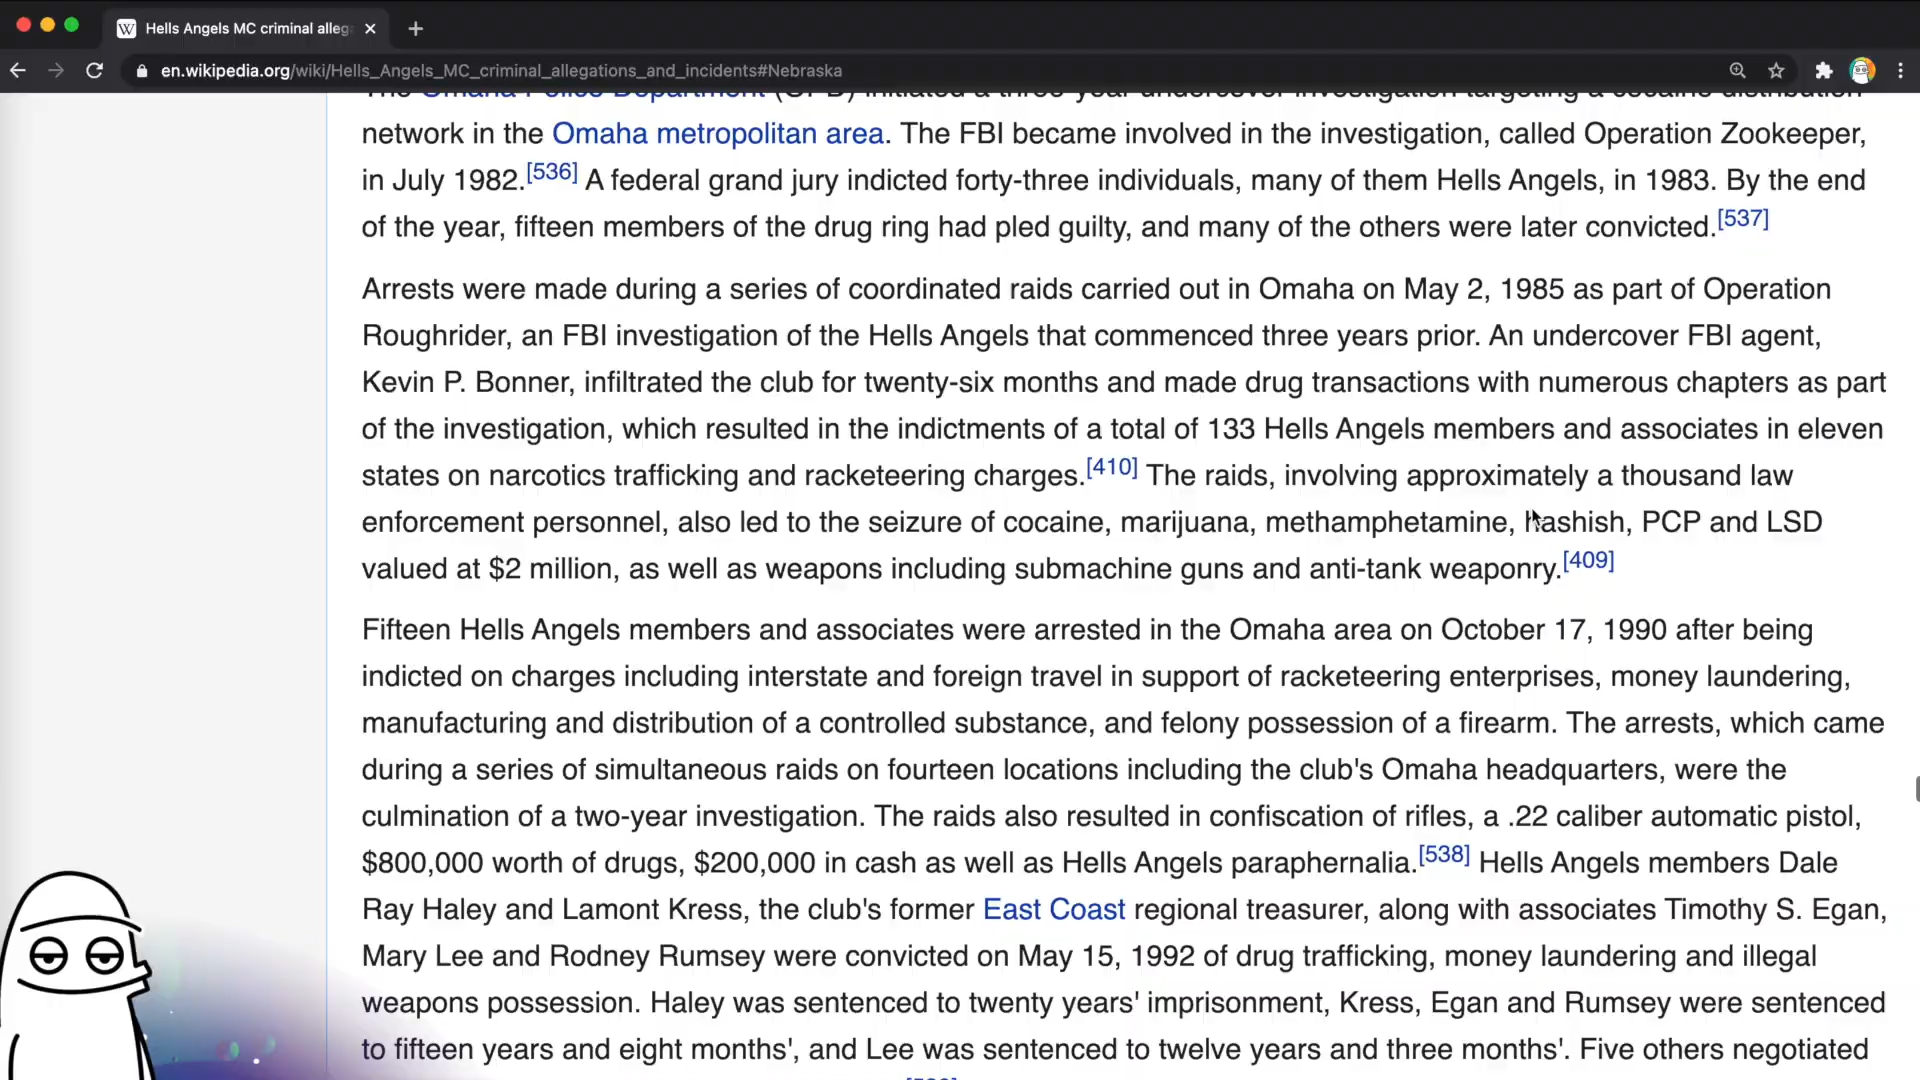 Hells Angels MC criminal alleg
en.wikipedia.org/wiki/Hells_Angels_MC_criminal_allegations_and_incidents#Nebraska
The Omaha Police Department (OPD) initiated a three-year undercover investigation targeting a cocaine distribution
network in the Omaha metropolitan area. The FBI became involved in the investigation, called Operation Zookeeper,
in July 1982.[536] A federal grand jury indicted forty-three individuals, many of them Hells Angels, in 1983. By the end
of the year, fifteen members of the drug ring had pled guilty, and many of the others were later convicted.[537]
Arrests were made during a series of coordinated raids carried out in Omaha on May 2, 1985 as part of Operation
Roughrider, an FBI investigation of the Hells Angels that commenced three years prior. An undercover FBI agent,
Kevin P. Bonner, infiltrated the club for twenty-six months and made drug transactions with numerous chapters as part
of the investigation, which resulted in the indictments of a total of 133 Hells Angels members and associates in eleven
states on narcotics trafficking and racketeering charges.[410] The raids, involving approximately a thousand law
enforcement personnel, also led to the seizure of cocaine, marijuana, methamphetamine, hashish, PCP and LSD
valued at $2 million, as well as weapons including submachine guns and anti-tank weaponry.[409]
Fifteen Hells Angels members and associates were arrested in the Omaha area on October 17, 1990 after being
indicted on charges including interstate and foreign travel in support of racketeering enterprises, money laundering,
manufacturing and distribution of a controlled substance, and felony possession of a firearm. The arrests, which came
during a series of simultaneous raids on fourteen locations including the club's Omaha headquarters, were the
culmination of a two-year investigation. The raids also resulted in confiscation of rifles, a .22 caliber automatic pistol,
$800,000 worth of drugs, $200,000 in cash as well as Hells Angels paraphernalia.[538] Hells Angels members Dale
Ray Haley and Lamont Kress, the club's former East Coast regional treasurer, along with associates Timothy S. Egan,
Mary Lee and Rodney Rumsey were convicted on May 15, 1992 of drug trafficking, money laundering and illegal
weapons possession. Haley was sentenced to twenty years' imprisonment, Kress, Egan and Rumsey were sentenced
to fifteen years and eight months', and Lee was sentenced to twelve years and three months'. Five others negotiated